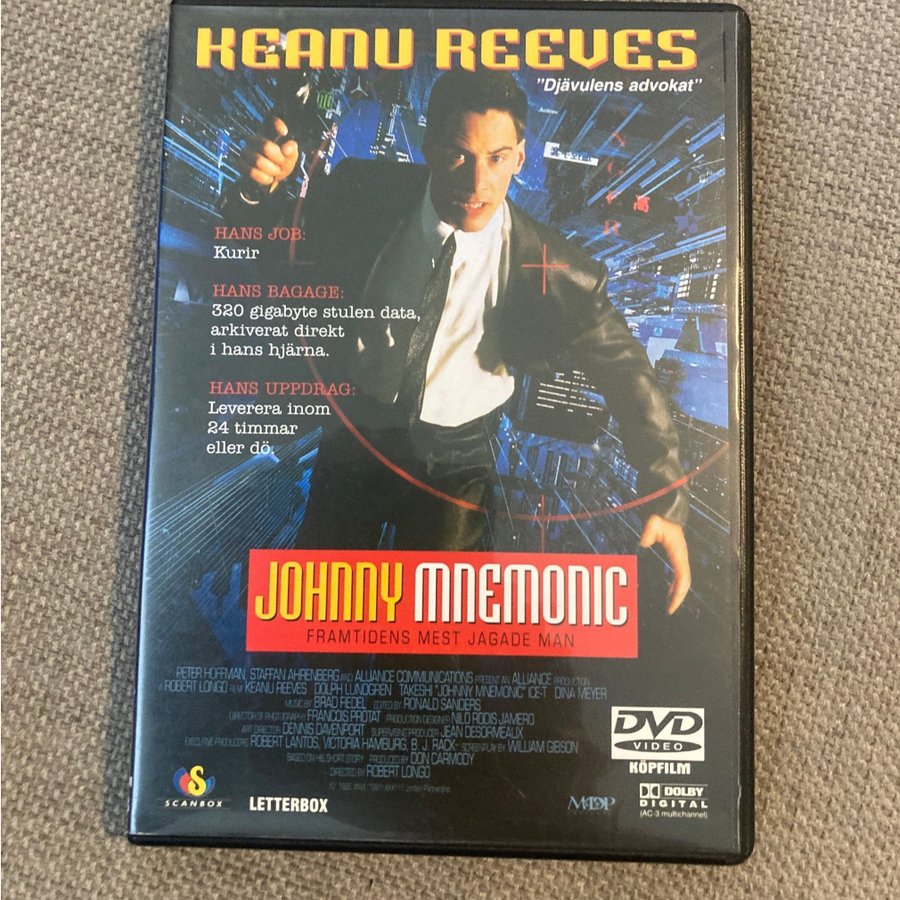 KEANU REEVES
"Djävulens advokat"
HANS JOB:
Kurir
HANS BAGAGE:
320 gigabyte stulen data,
arkiverat direkt
i hans hjärna.
HANS UPPDRAG:
Leverera inom
24 timmar
eller dö.
JOHNNY MNEMONIC
FRAMTIDENS MEST JAGADE MAN
PETER HOFFMAN, STAFFAN AHRENBERG AND ALLIANCE COMMUNICATIONS PRESENT AN ALLIANCE PRODUCTION
A ROBERT LONGO FILM KEANU REEVES DOLPH LUNDGREN TAKESHI "JOHNNY MNEMONIC" ICE-T DINA MEYER
MUSIC BY BRAD FIEDEL EDITED BY RONALD SANDERS
DIRECTOR OF PHOTOGRAPHY FRANCOIS PROTAT PRODUCTION DESIGNER NILO RODIS JAMERO
ART DIRECTOR DENNIS DAVENPORT SUPERVISING PRODUCER JEAN DESORMEAUX
EXECUTIVE PRODUCERS ROBERT LANTOS, VICTORIA HAMBURG, B. J. RACK SCREENPLAY BY WILLIAM GIBSON
BASED ON HIS SHORT STORY PRODUCED BY DON CARMODY
DIRECTED BY ROBERT LONGO
DVD
VIDEO
KÖPFILM
S
SCANBOX
LETTERBOX
DOLBY
DIGITAL
(AC-3 multichannel)